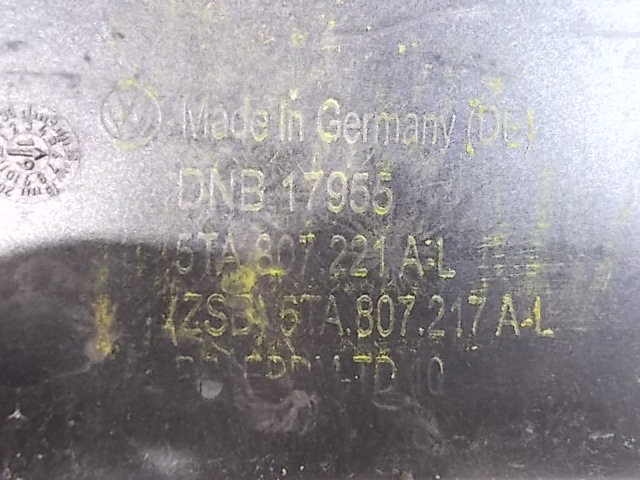 Made in Germany (DE)
DNB 17955
5TA.807.221 A-L
(ZSB) 5TA.807.217 A-L